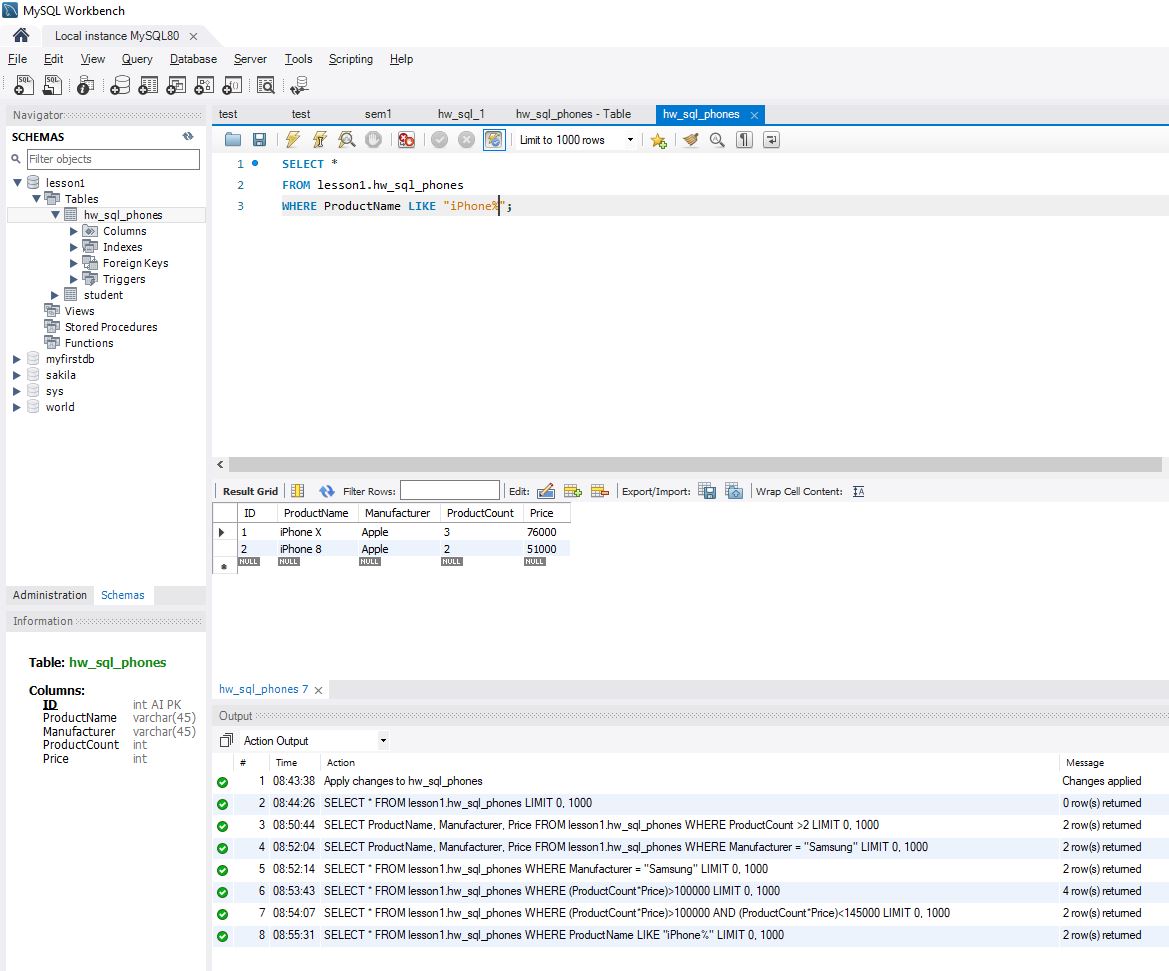 MySQL Workbench
Local instance MySQL80
File Edit View Query Database Server Tools Scripting Help
Navigator
SCHEMAS
Filter objects
lesson1
Tables
hw_sql_phones
Columns
Indexes
Foreign Keys
Triggers
student
Views
Stored Procedures
Functions
myfirstdb
sakila
sys
world
Administration Schemas
Information
Table: hw_sql_phones
Columns:
ID int AI PK
ProductName varchar(45)
Manufacturer varchar(45)
ProductCount int
Price int
test test sem1 hw_sql_1 hw_sql_phones - Table hw_sql_phones
Limit to 1000 rows
1 SELECT *
2 FROM lesson1.hw_sql_phones
3 WHERE ProductName LIKE "iPhone%";
Result Grid Filter Rows: Edit: Export/Import: Wrap Cell Content: IA
ID ProductName Manufacturer ProductCount Price
1 iPhone X Apple 3 76000
2 iPhone 8 Apple 2 51000
NULL NULL NULL NULL NULL
hw_sql_phones 7
Output
Action Output
# Time Action Message
1 08:43:38 Apply changes to hw_sql_phones Changes applied
2 08:44:26 SELECT * FROM lesson1.hw_sql_phones LIMIT 0, 1000 0 row(s) returned
3 08:50:44 SELECT ProductName, Manufacturer, Price FROM lesson1.hw_sql_phones WHERE ProductCount >2 LIMIT 0, 1000 2 row(s) returned
4 08:52:04 SELECT ProductName, Manufacturer, Price FROM lesson1.hw_sql_phones WHERE Manufacturer = "Samsung" LIMIT 0, 1000 2 row(s) returned
5 08:52:14 SELECT * FROM lesson1.hw_sql_phones WHERE Manufacturer = "Samsung" LIMIT 0, 1000 2 row(s) returned
6 08:53:43 SELECT * FROM lesson1.hw_sql_phones WHERE (ProductCount*Price)>100000 LIMIT 0, 1000 4 row(s) returned
7 08:54:07 SELECT * FROM lesson1.hw_sql_phones WHERE (ProductCount*Price)>100000 AND (ProductCount*Price)<145000 LIMIT 0, 1000 2 row(s) returned
8 08:55:31 SELECT * FROM lesson1.hw_sql_phones WHERE ProductName LIKE "iPhone%" LIMIT 0, 1000 2 row(s) returned